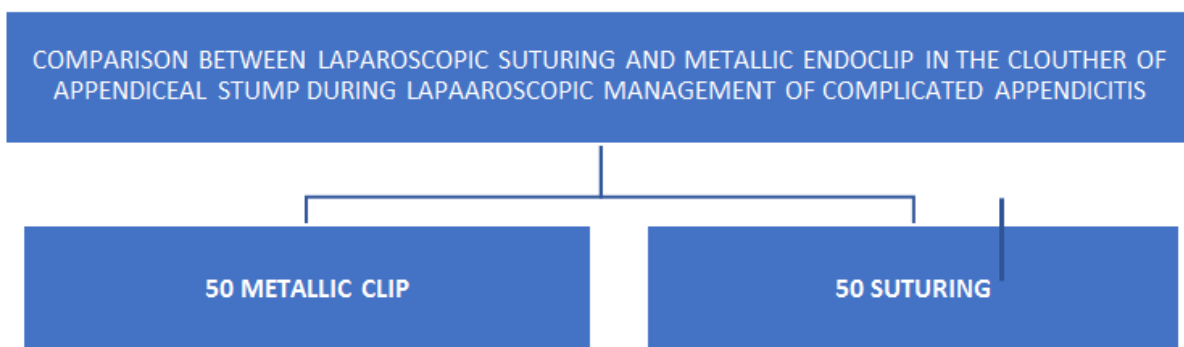 COMPARISON BETWEEN LAPAROSCOPIC SUTURING AND METALLIC ENDOCLIP IN THE CLOUTHER OF
APPENDICEAL STUMP DURING LAPAAROSCOPIC MANAGEMENT OF COMPLICATED APPENDICITIS
50 METALLIC CLIP
50 SUTURING